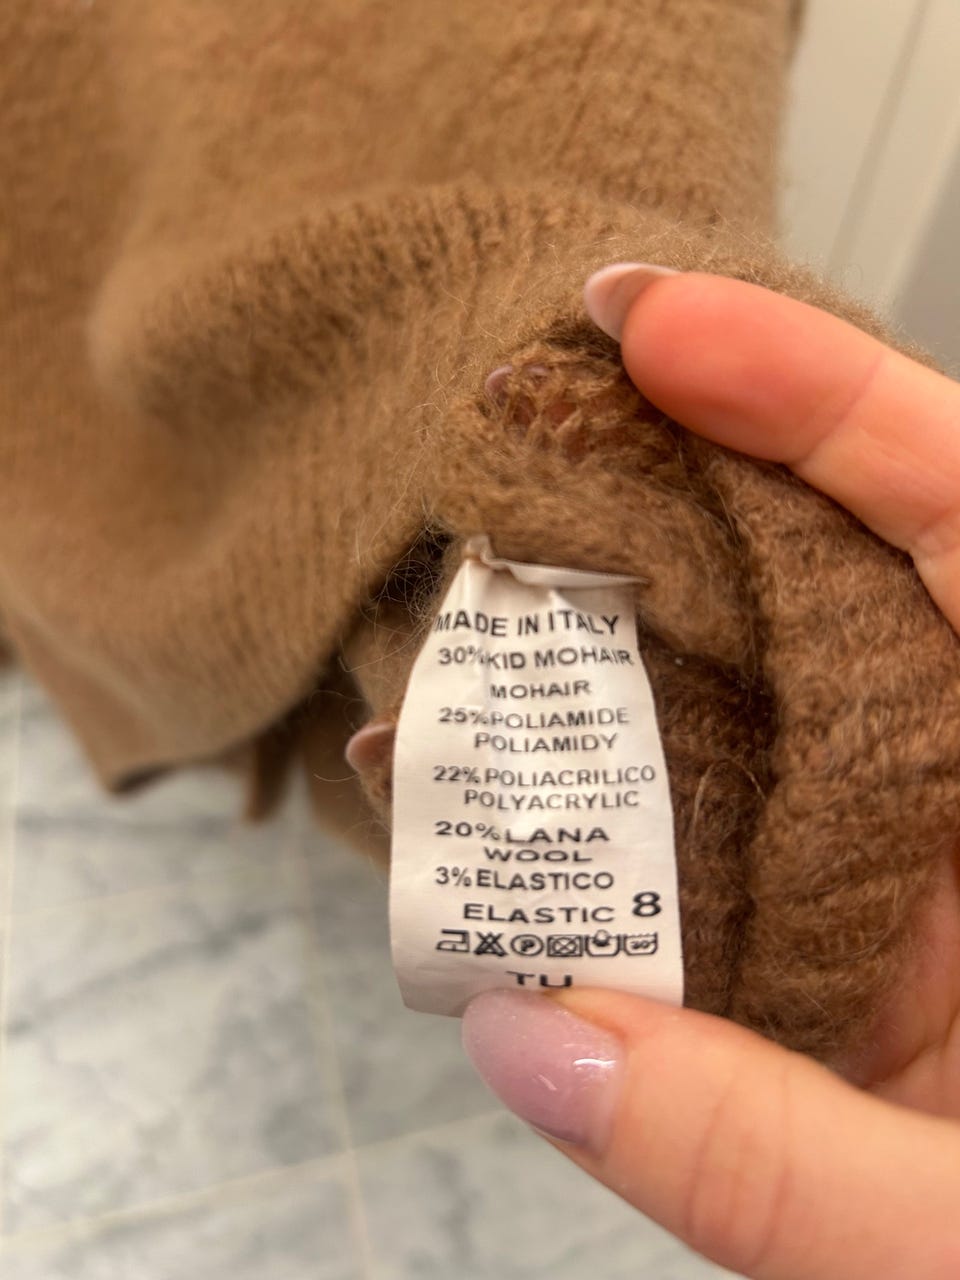 MADE IN ITALY
30%KID MOHAIR
MOHAIR
25%POLIAMIDE
POLIAMIDY
22%POLIACRILICO
POLYACRYLIC
20%LANA
WOOL
3%ELASTICO
ELASTIC 8
P 30°
TU